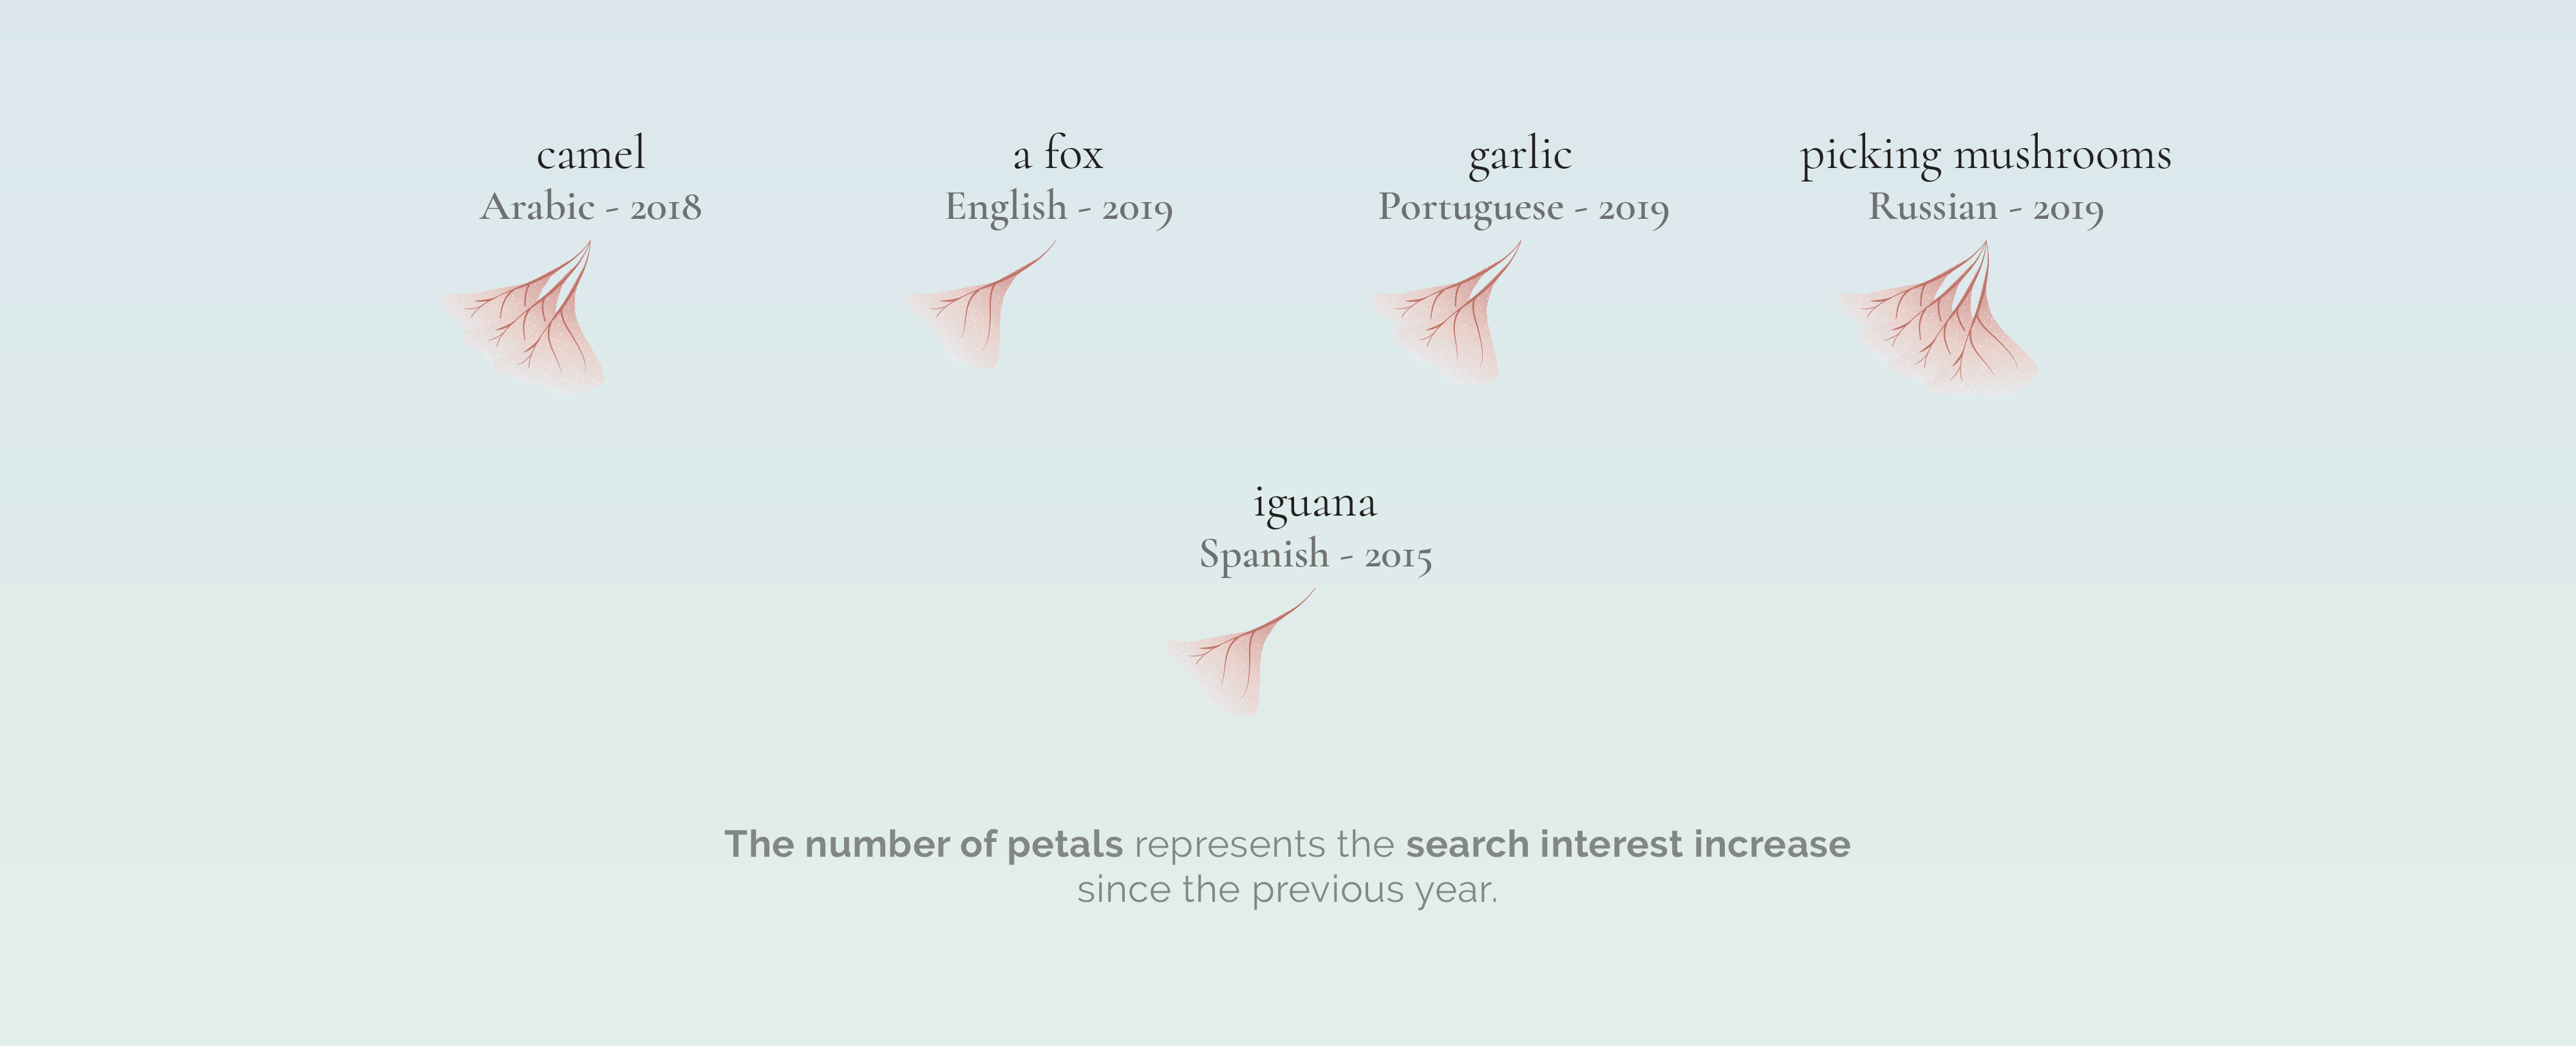 camel
Arabic - 2018
a fox
English - 2019
garlic
Portuguese - 2019
picking mushrooms
Russian - 2019
iguana
Spanish - 2015
The number of petals represents the search interest increase
since the previous year.